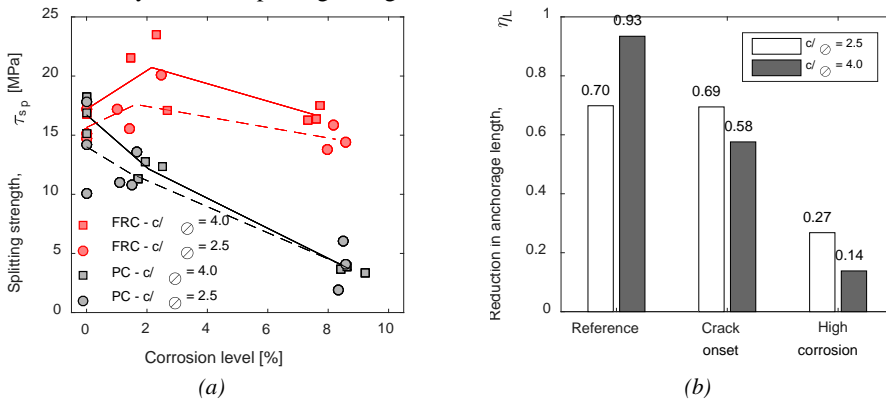 25
20
15
10
5
0
τsp [MPa]
Splitting strength,
FRC - c/∅ = 4.0
FRC - c/∅ = 2.5
PC - c/∅ = 4.0
PC - c/∅ = 2.5
0 2 4 6 8 10
Corrosion level [%]
(a)
ηL
Reduction in anchorage length,
1
0.8
0.6
0.4
0.2
0
c/∅ = 2.5
c/∅ = 4.0
0.70 0.93
0.69 0.58
0.27 0.14
Reference
Crack
onset
High
corrosion
(b)